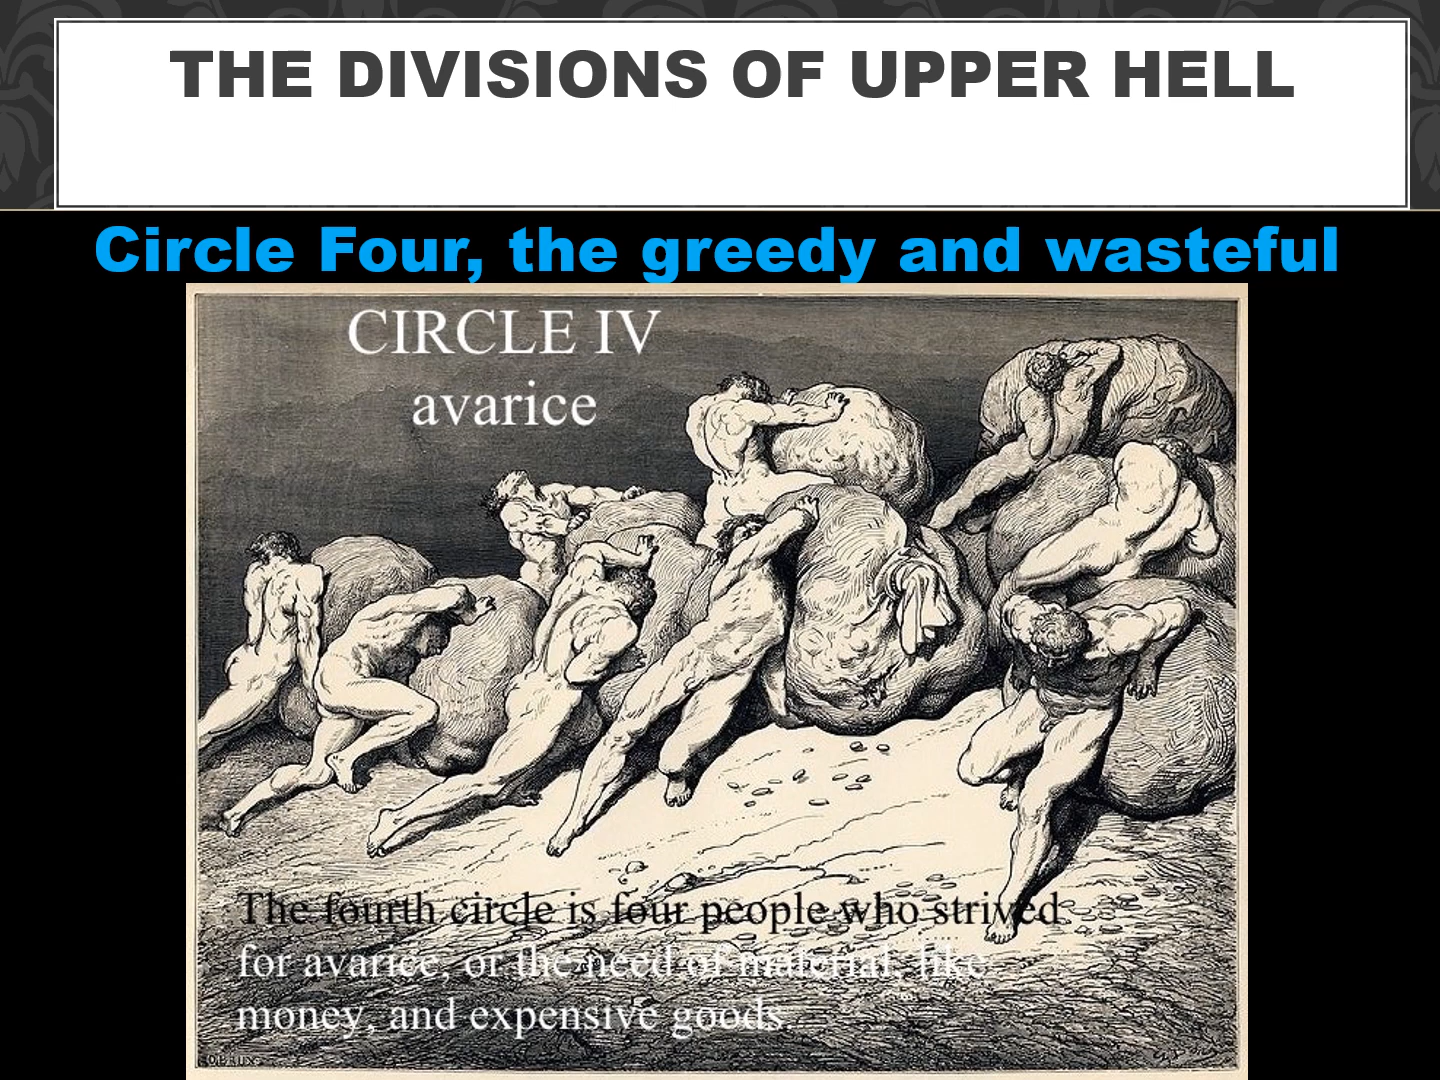 THE DIVISIONS OF UPPER HELL
Circle Four, the greedy and wasteful
CIRCLE IV
avarice
The fourth circle is four people who strived
for avarice, or the need of material, like
money, and expensive goods.